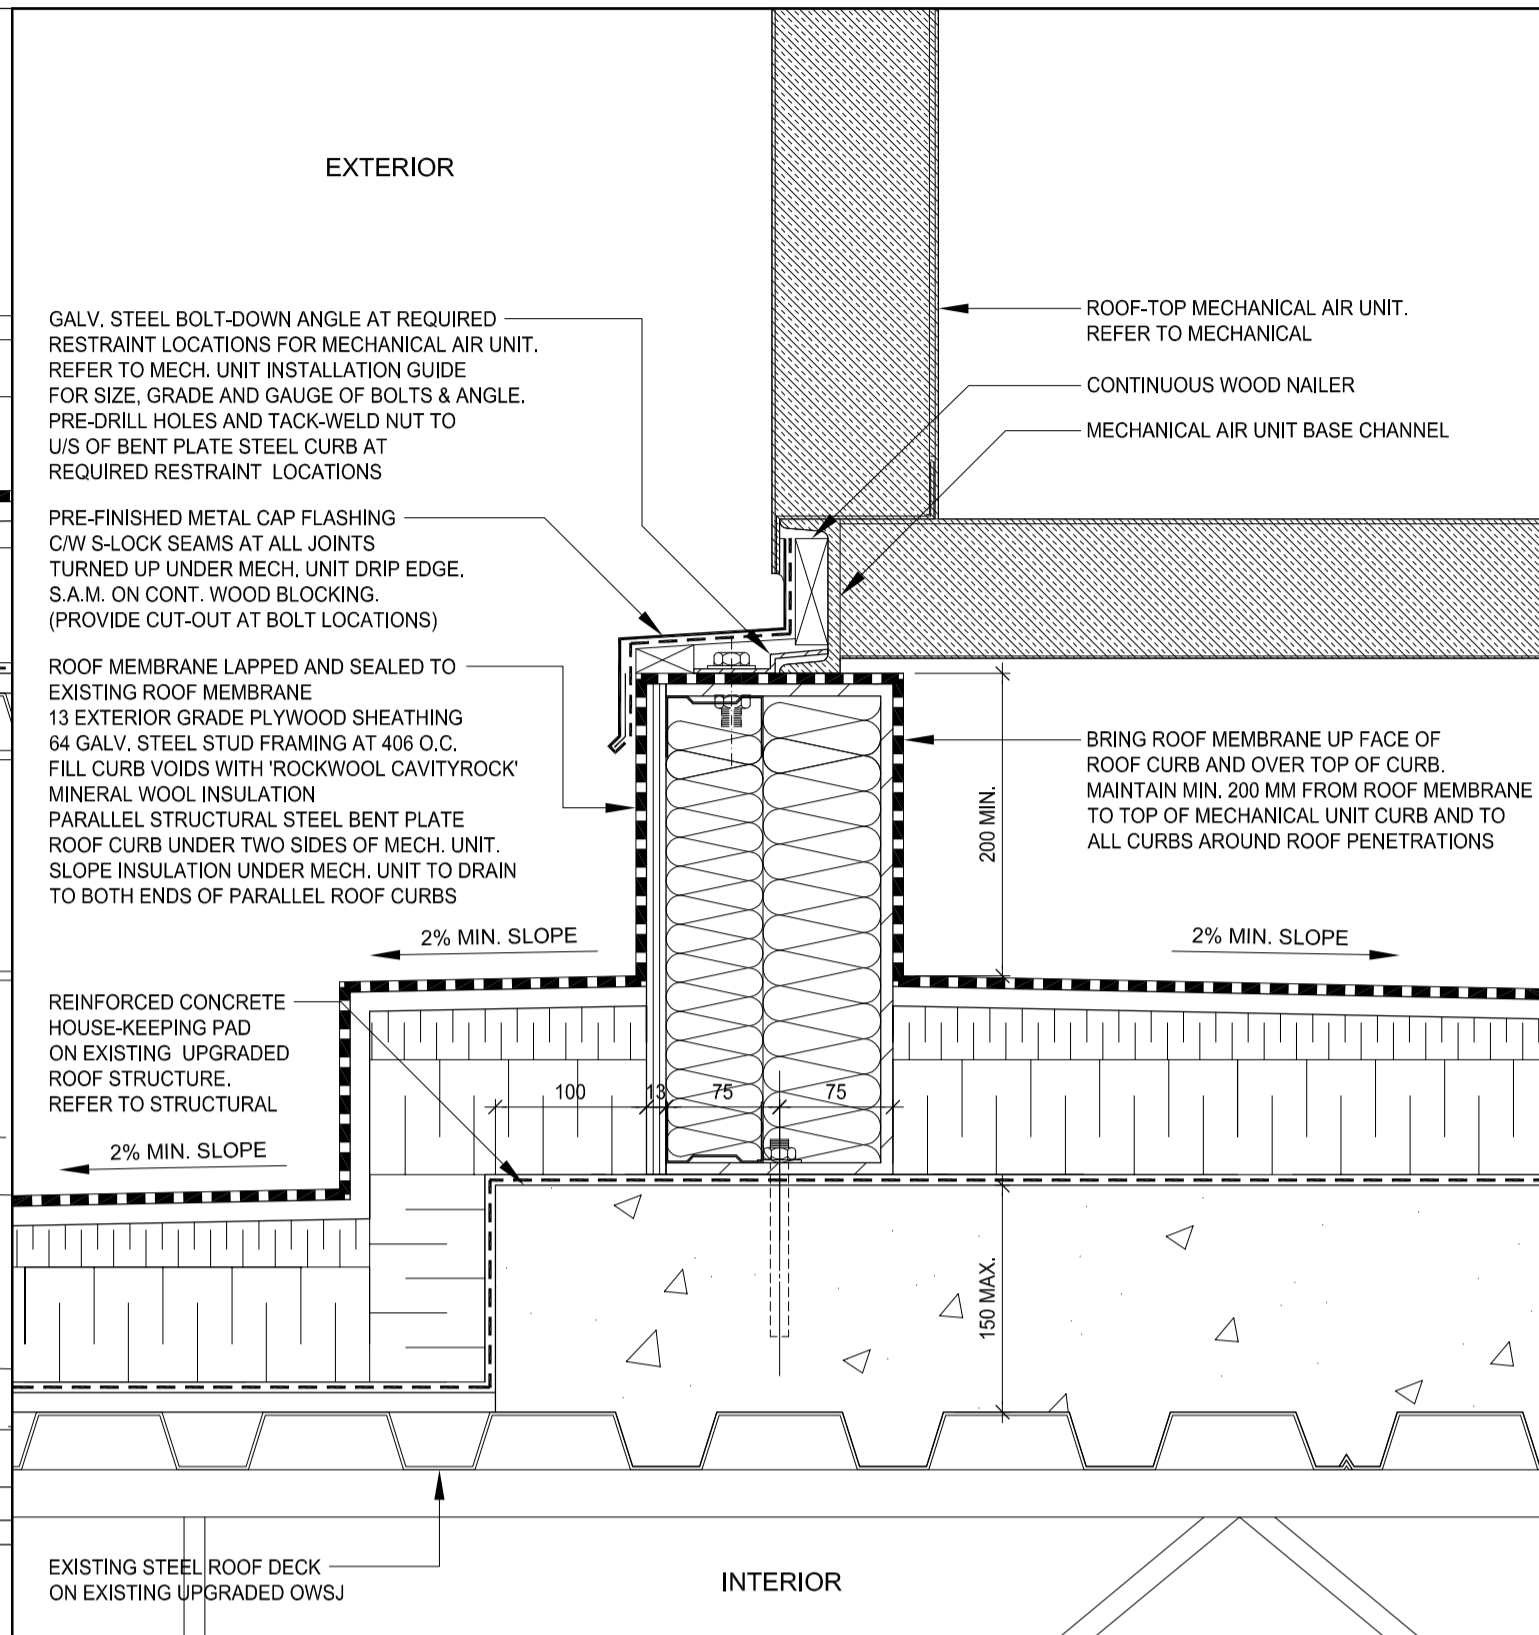 EXTERIOR
GALV. STEEL BOLT-DOWN ANGLE AT REQUIRED
RESTRAINT LOCATIONS FOR MECHANICAL AIR UNIT.
REFER TO MECH. UNIT INSTALLATION GUIDE
FOR SIZE, GRADE AND GAUGE OF BOLTS & ANGLE.
PRE-DRILL HOLES AND TACK-WELD NUT TO
U/S OF BENT PLATE STEEL CURB AT
REQUIRED RESTRAINT LOCATIONS
PRE-FINISHED METAL CAP FLASHING
C/W S-LOCK SEAMS AT ALL JOINTS
TURNED UP UNDER MECH. UNIT DRIP EDGE.
S.A.M. ON CONT. WOOD BLOCKING.
(PROVIDE CUT-OUT AT BOLT LOCATIONS)
ROOF MEMBRANE LAPPED AND SEALED TO
EXISTING ROOF MEMBRANE
13 EXTERIOR GRADE PLYWOOD SHEATHING
64 GALV. STEEL STUD FRAMING AT 406 O.C.
FILL CURB VOIDS WITH 'ROCKWOOL CAVITYROCK'
MINERAL WOOL INSULATION
PARALLEL STRUCTURAL STEEL BENT PLATE
ROOF CURB UNDER TWO SIDES OF MECH. UNIT.
SLOPE INSULATION UNDER MECH. UNIT TO DRAIN
TO BOTH ENDS OF PARALLEL ROOF CURBS
2% MIN. SLOPE
REINFORCED CONCRETE
HOUSE-KEEPING PAD
ON EXISTING UPGRADED
ROOF STRUCTURE.
REFER TO STRUCTURAL
2% MIN. SLOPE
100
13
75
75
ROOF-TOP MECHANICAL AIR UNIT.
REFER TO MECHANICAL
CONTINUOUS WOOD NAILER
MECHANICAL AIR UNIT BASE CHANNEL
BRING ROOF MEMBRANE UP FACE OF
ROOF CURB AND OVER TOP OF CURB.
MAINTAIN MIN. 200 MM FROM ROOF MEMBRANE
TO TOP OF MECHANICAL UNIT CURB AND TO
ALL CURBS AROUND ROOF PENETRATIONS
200 MIN.
2% MIN. SLOPE
150 MAX.
EXISTING STEEL ROOF DECK
ON EXISTING UPGRADED OWSJ
INTERIOR